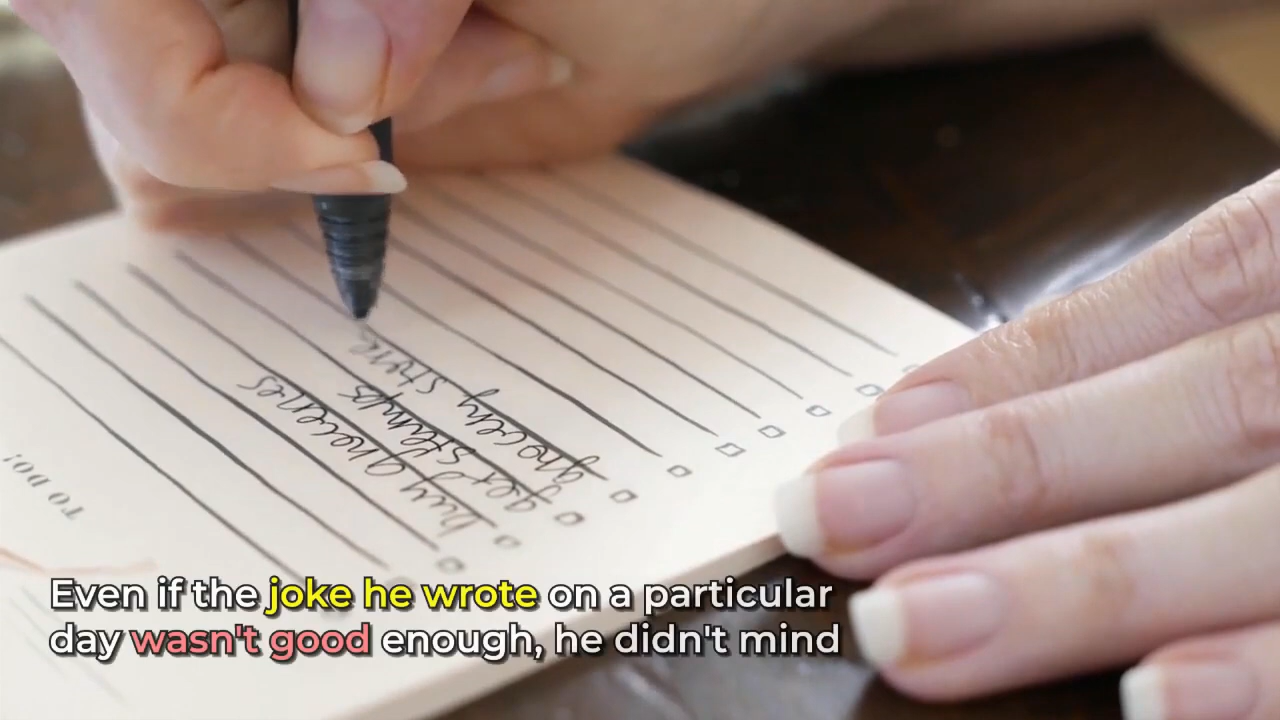 TO DO!
buy groceries
get stamps
grocery store
Even if the joke he wrote on a particular
day wasn't good enough, he didn't mind